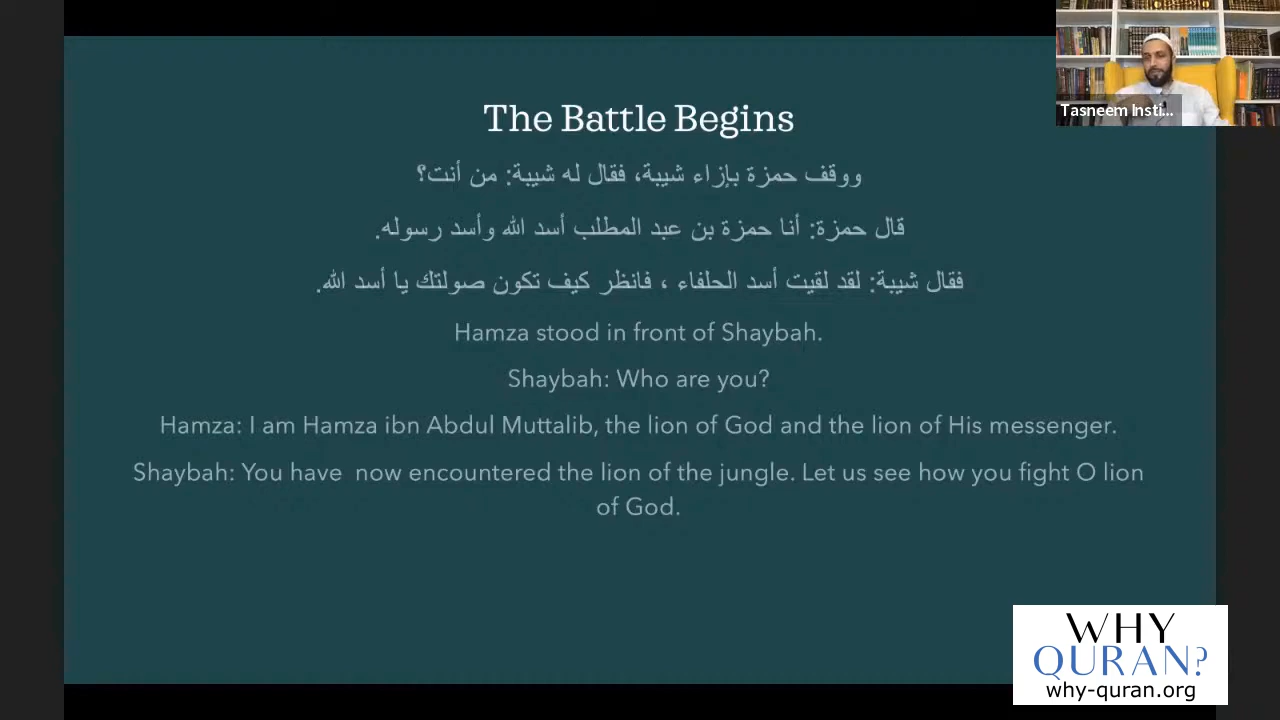 Tasneem Insti...
The Battle Begins
ووقف حمزة بإزاء شيبة، فقال له شيبة: من أنت؟
قال حمزة: أنا حمزة بن عبد المطلب أسد الله وأسد رسوله.
فقال شيبة: لقد لقيت أسد الحلفاء ، فانظر كيف تكون صولتك يا أسد الله.
Hamza stood in front of Shaybah.
Shaybah: Who are you?
Hamza: I am Hamza ibn Abdul Muttalib, the lion of God and the lion of His messenger.
Shaybah: You have  now encountered the lion of the jungle. Let us see how you fight O lion
of God.
WHY
QURAN?
why-quran.org